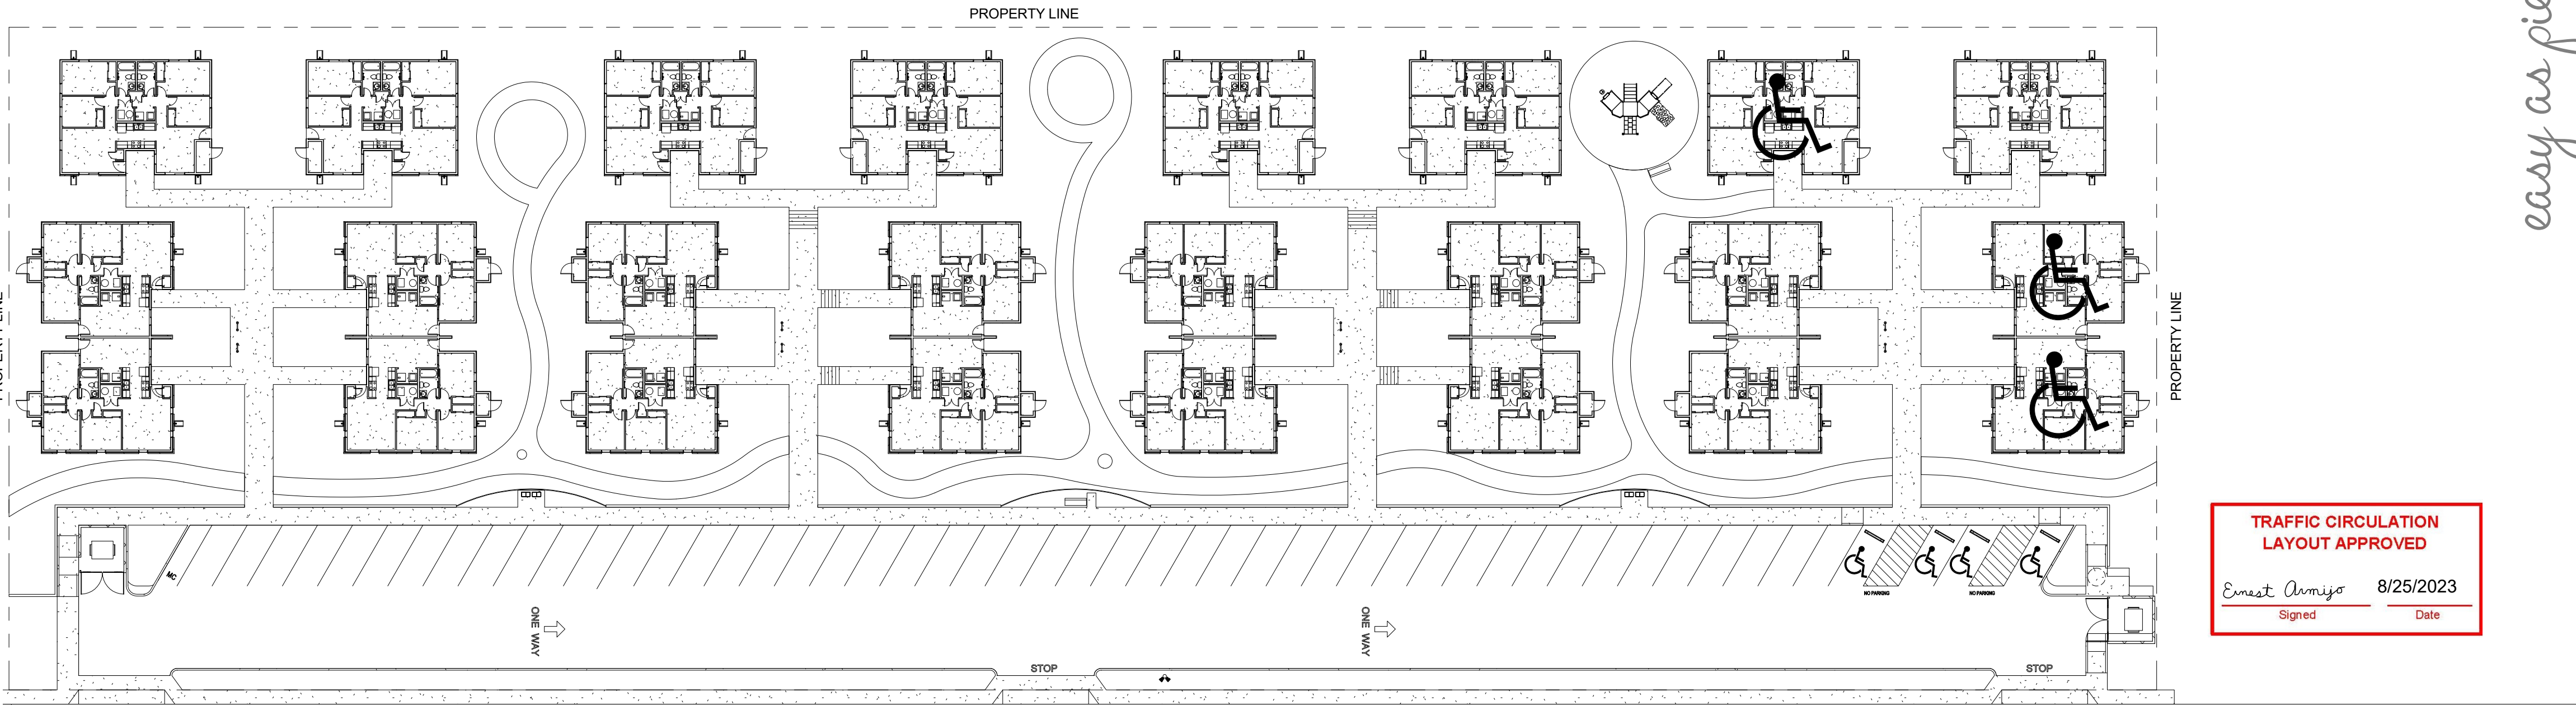 PROPERTY LINE
easy as pie
PROPERTY LINE
PROPERTY LINE
MC
NO PARKING
NO PARKING
ONE WAY
ONE WAY
STOP
STOP
TRAFFIC CIRCULATION
LAYOUT APPROVED
Ernest Armijo 8/25/2023
Signed Date